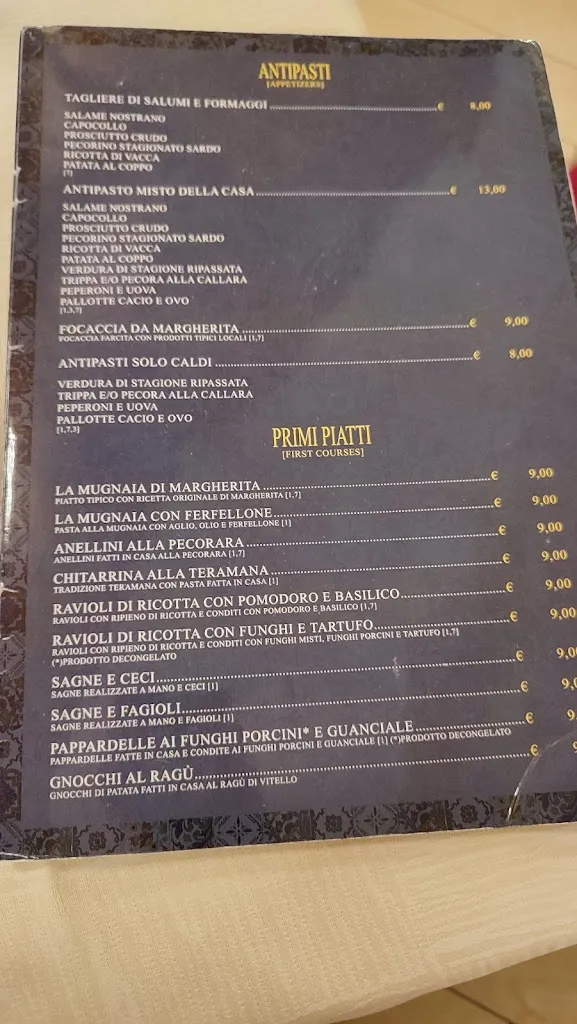 ANTIPASTI
[APPETIZERS]
TAGLIERE DI SALUMI E FORMAGGI ........ € 8,00
SALAME NOSTRANO
CAPOCOLLO
PROSCIUTTO CRUDO
PECORINO STAGIONATO SARDO
RICOTTA DI VACCA
PATATA AL COPPO
[7]
ANTIPASTO MISTO DELLA CASA ........ € 13,00
SALAME NOSTRANO
CAPOCOLLO
PROSCIUTTO CRUDO
PECORINO STAGIONATO SARDO
RICOTTA DI VACCA
PATATA AL COPPO
VERDURA DI STAGIONE RIPASSATA
TRIPPA E/O PECORA ALLA CALLARA
PEPERONI E UOVA
PALLOTTE CACIO E OVO
[1,3,7]
FOCACCIA DA MARGHERITA ........ € 9,00
FOCACCIA FARCITA CON PRODOTTI TIPICI LOCALI [1,7]
ANTIPASTI SOLO CALDI ........ € 8,00
VERDURA DI STAGIONE RIPASSATA
TRIPPA E/O PECORA ALLA CALLARA
PEPERONI E UOVA
PALLOTTE CACIO E OVO
[1,7,3]
PRIMI PIATTI
[FIRST COURSES]
LA MUGNAIA DI MARGHERITA ........ € 9,00
PIATTO TIPICO CON RICETTA ORIGINALE DI MARGHERITA [1,7]
LA MUGNAIA CON FERFELLONE ........ € 9,00
PASTA ALLA MUGNAIA CON AGLIO, OLIO E FERFELLONE [1]
ANELLINI ALLA PECORARA ........ € 9,00
ANELLINI FATTI IN CASA ALLA PECORARA [1,7]
CHITARRINA ALLA TERAMANA ........ € 9,00
TRADIZIONE TERAMANA CON PASTA FATTA IN CASA [1]
RAVIOLI DI RICOTTA CON POMODORO E BASILICO ........ € 9,00
RAVIOLI CON RIPIENO DI RICOTTA E CONDITI CON POMODORO E BASILICO [1,7]
RAVIOLI DI RICOTTA CON FUNGHI E TARTUFO ........ € 9,00
RAVIOLI CON RIPIENO DI RICOTTA E CONDITI CON FUNGHI MISTI, FUNGHI PORCINI E TARTUFO [1,7]
(*)PRODOTTO DECONGELATO
SAGNE E CECI ........ € 9,0
SAGNE REALIZZATE A MANO E CECI [1]
SAGNE E FAGIOLI ........ € 9,0
SAGNE REALIZZATE A MANO E FAGIOLI [1]
PAPPARDELLE AI FUNGHI PORCINI* E GUANCIALE ........ € 9,
PAPPARDELLE FATTE IN CASA E CONDITE AI FUNGHI PORCINI E GUANCIALE [1] (*)PRODOTTO DECONGELATO
GNOCCHI AL RAGÙ ........ €
GNOCCHI DI PATATA FATTI IN CASA AL RAGÙ DI VITELLO